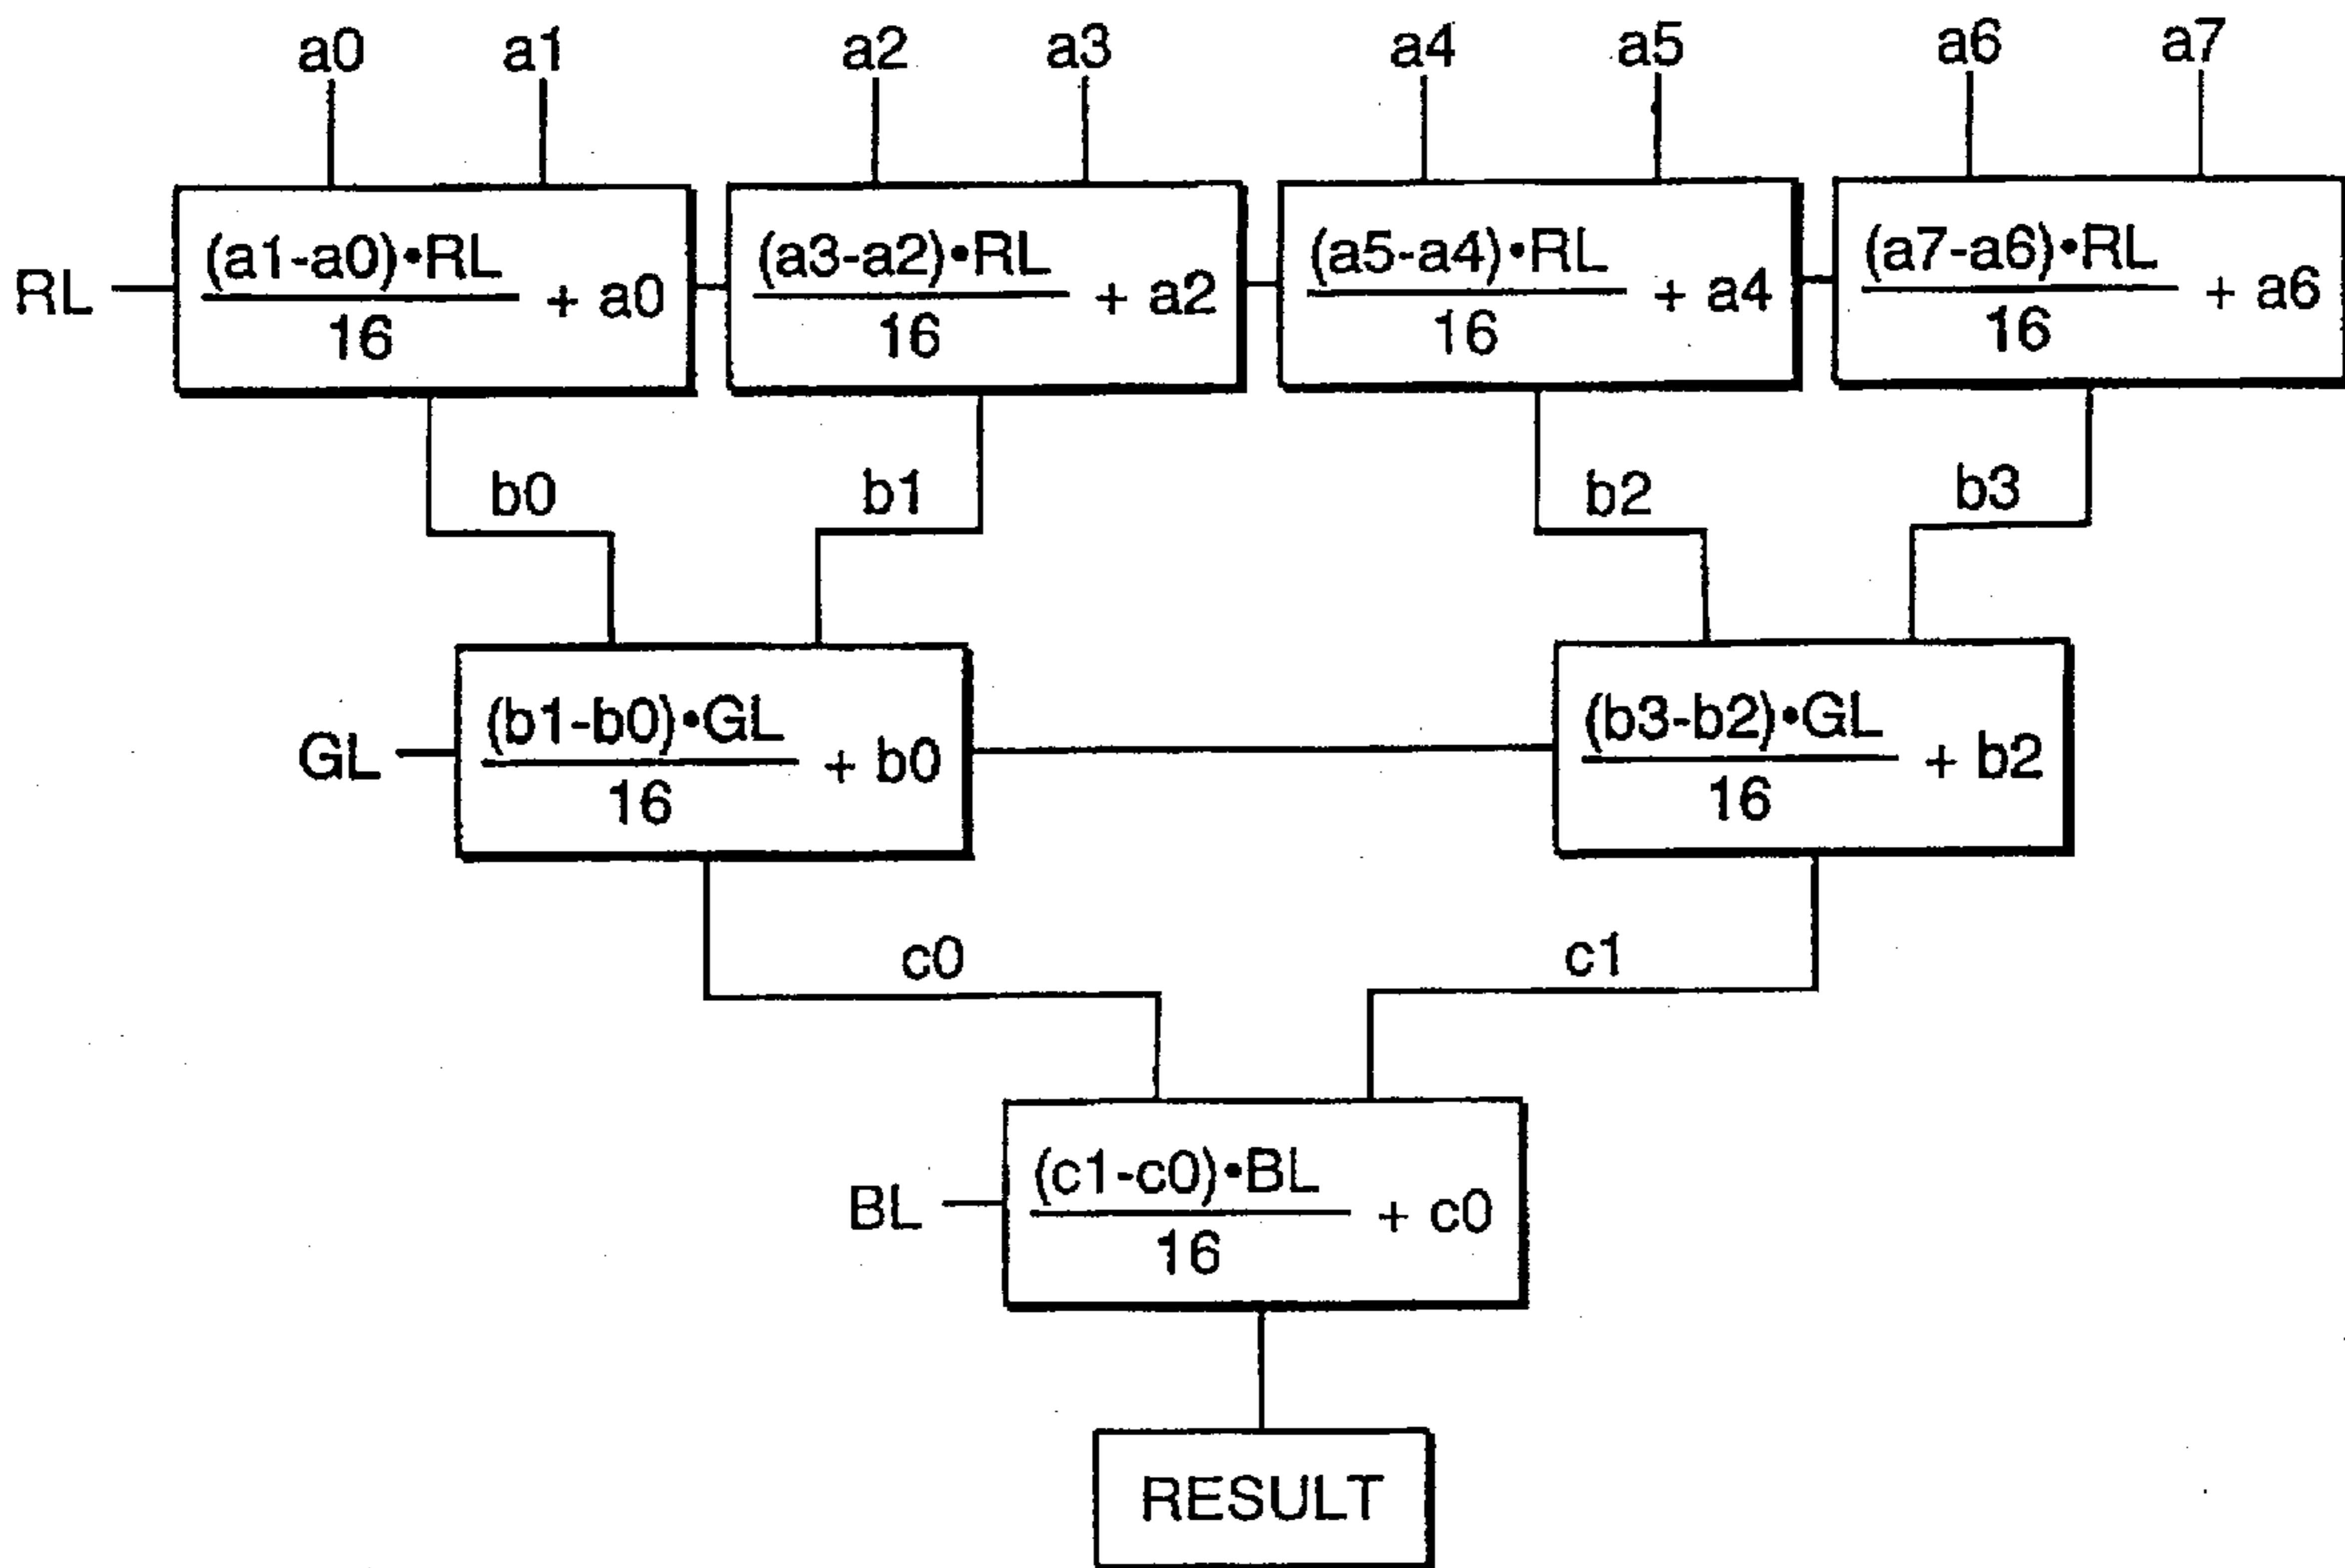 a0 a1 a2 a3 a4 a5 a6 a7
RL (a1-a0)•RL/16 + a0 (a3-a2)•RL/16 + a2 (a5-a4)•RL/16 + a4 (a7-a6)•RL/16 + a6
b0 b1 b2 b3
GL (b1-b0)•GL/16 + b0 (b3-b2)•GL/16 + b2
c0 c1
BL (c1-c0)•BL/16 + c0
RESULT